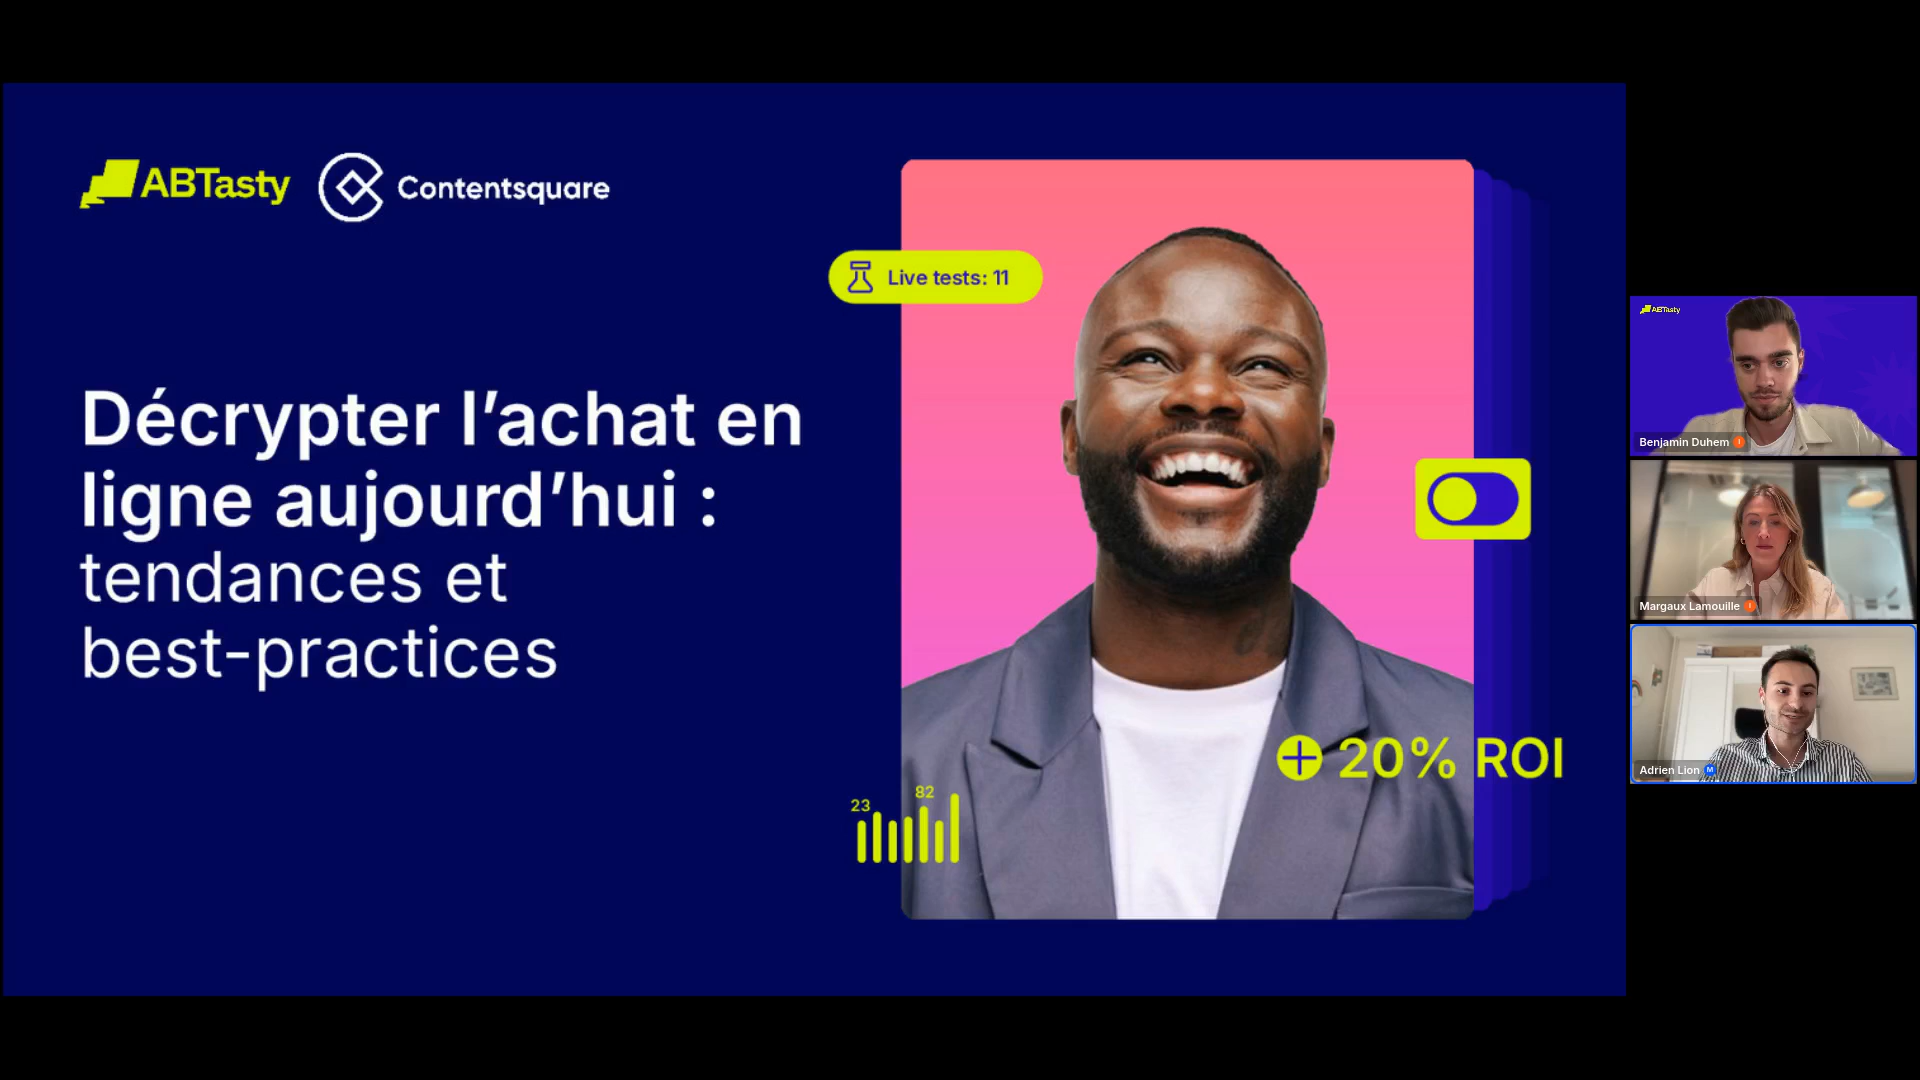 ABTasty
Contentsquare
Live tests: 11
Décrypter l’achat en
ligne aujourd’hui :
tendances et
best-practices
20% ROI
23
82
ABTasty
Benjamin Duhem
Margaux Lamouille
Adrien Lion
M